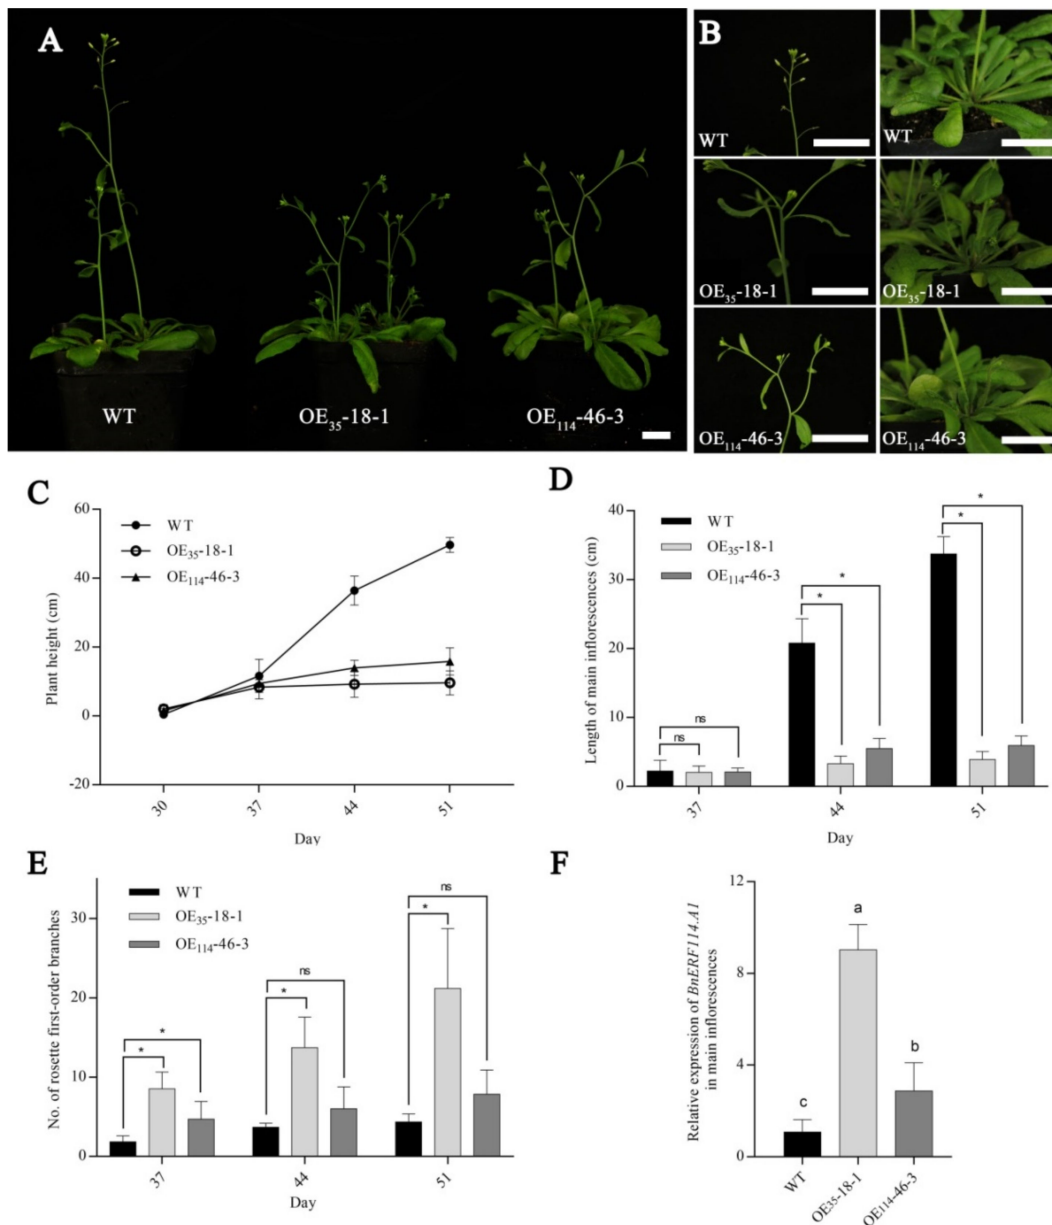 A
WT
OE35-18-1
OE114-46-3
B
WT
WT
OE35-18-1
OE35-18-1
OE114-46-3
OE114-46-3
C
Plant height (cm)
60
40
20
0
-20
WT
OE35-18-1
OE114-46-3
30
37
44
51
Day
D
Length of main inflorescences (cm)
40
30
20
10
0
WT
OE35-18-1
OE114-46-3
ns
ns
*
*
*
*
37
44
51
Day
E
No. of rosette first-order branches
30
20
10
0
WT
OE35-18-1
OE114-46-3
*
*
*
ns
*
ns
37
44
51
Day
F
Relative expression of BnERF114.A1
in main inflorescences
12
8
4
0
c
a
b
WT
OE35-18-1
OE114-46-3